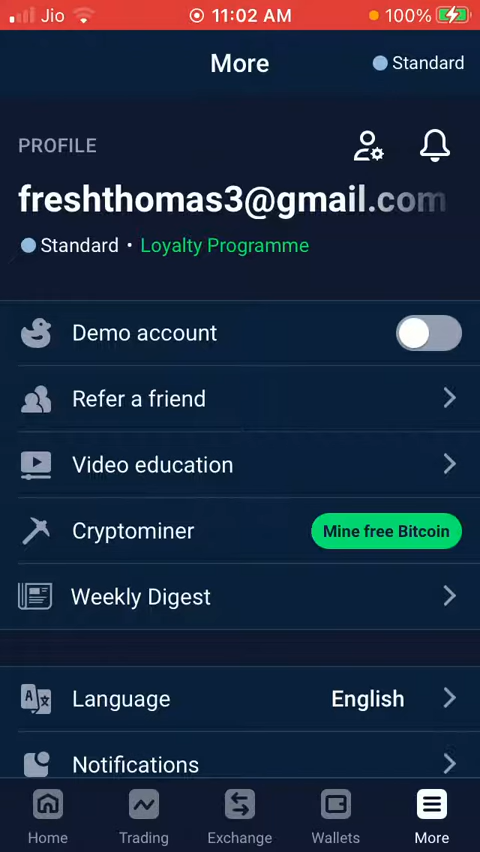 Jio 11:02 AM 100%
More Standard
PROFILE
freshthomas3@gmail.com
Standard • Loyalty Programme
Demo account
Refer a friend
Video education
Cryptominer Mine free Bitcoin
Weekly Digest
Language English
Notifications
Home Trading Exchange Wallets More